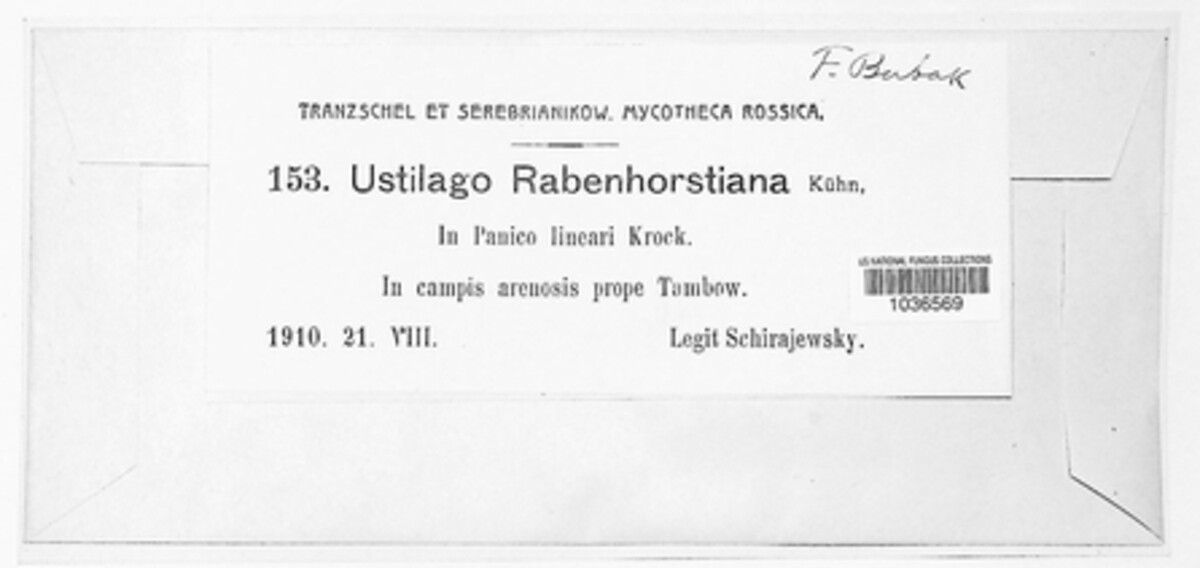 F. Bubak
TRANZSCHEL ET SEREBRIANIKOW. MYCOTHECA ROSSICA.
153. Ustilago Rabenhorstiana Kühn,
In Panico lineari Krock.
In campis arenosis prope Tambow.
US NATIONAL FUNGUS COLLECTIONS
1036569
1910. 21. VIII. Legit Schirajewsky.